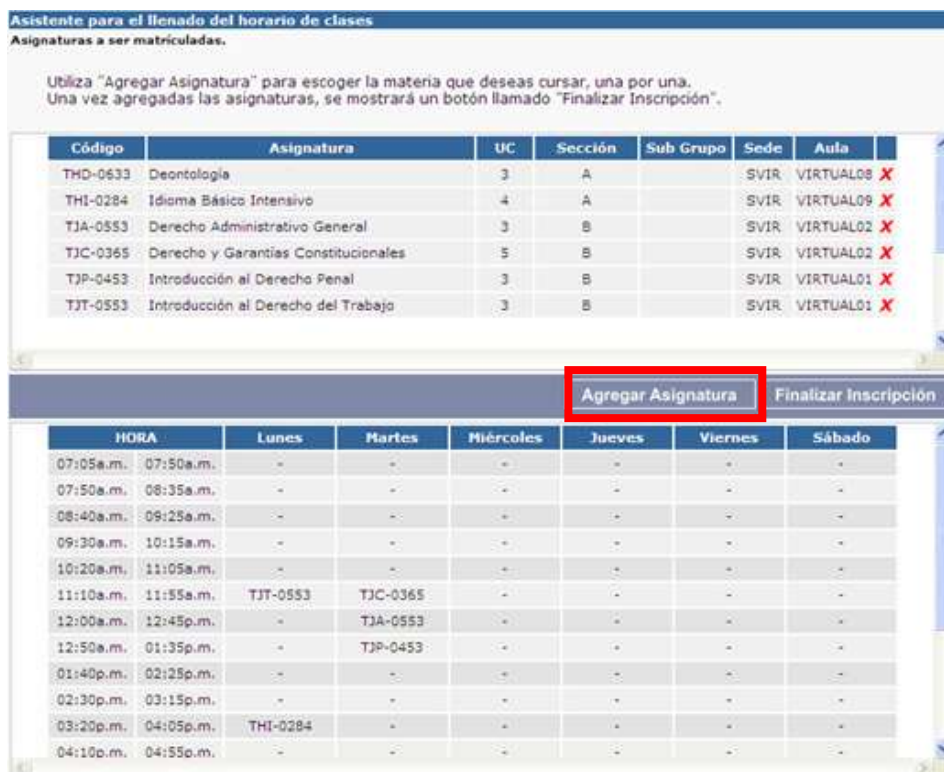 Asistente para el llenado del horario de clases
Asignaturas a ser matrículadas.
Utiliza "Agregar Asignatura" para escoger la materia que deseas cursar, una por una.
Una vez agregadas las asignaturas, se mostrará un botón llamado "Finalizar Inscripción".
Código Asignatura UC Sección Sub Grupo Sede Aula
THD-0633 Deontología 3 A SVIR VIRTUAL08 X
THI-0284 Idioma Básico Intensivo 4 A SVIR VIRTUAL09 X
TJA-0553 Derecho Administrativo General 3 B SVIR VIRTUAL02 X
TJC-0365 Derecho y Garantías Constitucionales 5 B SVIR VIRTUAL02 X
TJP-0453 Introducción al Derecho Penal 3 B SVIR VIRTUAL01 X
TJT-0553 Introducción al Derecho del Trabajo 3 B SVIR VIRTUAL01 X
Agregar Asignatura Finalizar Inscripción
HORA Lunes Martes Miércoles Jueves Viernes Sábado
07:05a.m. 07:50a.m. - - - - - -
07:50a.m. 08:35a.m. - - - - - -
08:40a.m. 09:25a.m. - - - - - -
09:30a.m. 10:15a.m. - - - - - -
10:20a.m. 11:05a.m. - - - - - -
11:10a.m. 11:55a.m. TJT-0553 TJC-0365 - - - -
12:00a.m. 12:45p.m. - TJA-0553 - - - -
12:50a.m. 01:35p.m. - TJP-0453 - - - -
01:40p.m. 02:25p.m. - - - - - -
02:30p.m. 03:15p.m. - - - - - -
03:20p.m. 04:05p.m. THI-0284 - - - - -
04:10p.m. 04:55p.m. - - - - - -